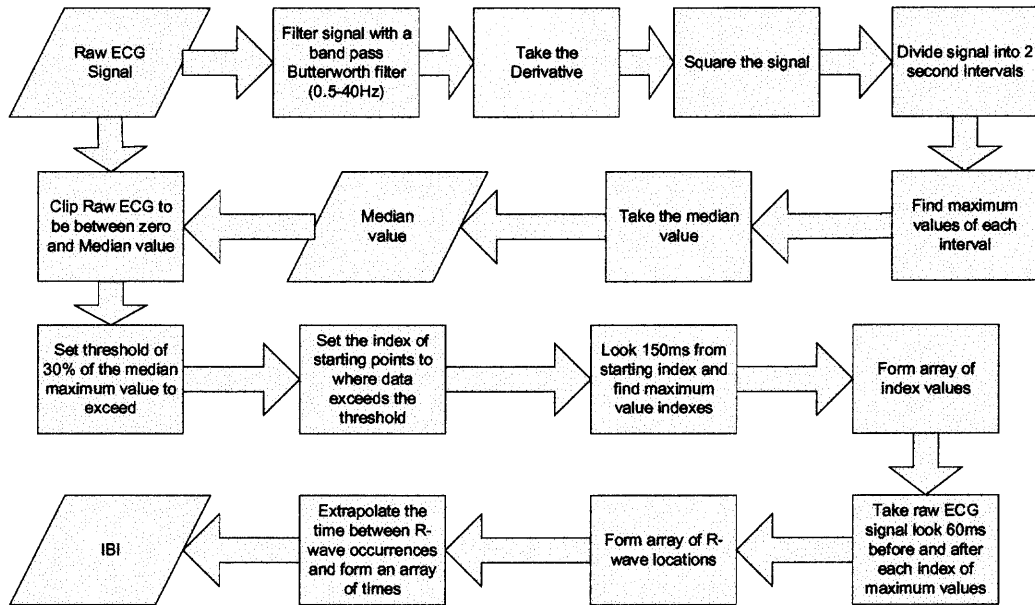 Raw ECG
Signal
Filter signal with a
band pass
Butterworth filter
(0.5-40Hz)
Take the
Derivative
Square the signal
Divide signal into 2
second intervals
Find maximum
values of each
interval
Take the median
value
Median
value
Clip Raw ECG to
be between zero
and Median value
Set threshold of
30% of the median
maximum value to
exceed
Set the index of
starting points to
where data
exceeds the
threshold
Look 150ms from
starting index and
find maximum
value indexes
Form array of
index values
Take raw ECG
signal look 60ms
before and after
each index of
maximum values
Form array of R-
wave locations
Extrapolate the
time between R-
wave occurrences
and form an array
of times
IBI